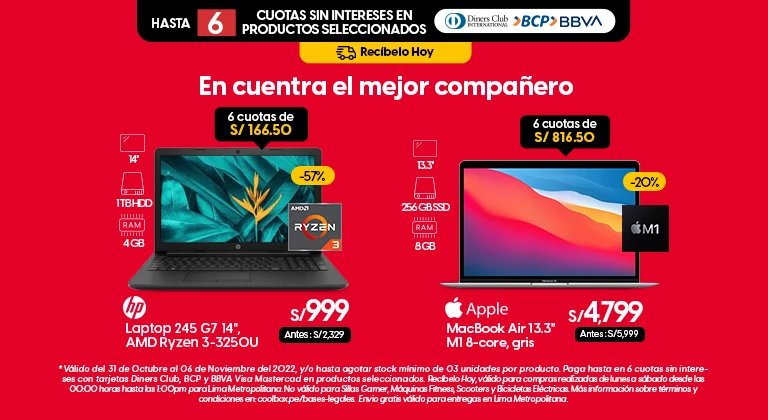 HASTA 6 CUOTAS SIN INTERESES EN
PRODUCTOS SELECCIONADOS
Diners Club
INTERNATIONAL
BCP
BBVA
Recíbelo Hoy
En cuentra el mejor compañero
6 cuotas de
S/ 166.50
14"
1TB HDD
RAM
4GB
-57%
AMD
RYZEN
3
hp
Laptop 245 G7 14",
AMD Ryzen 3-3250U
S/999
Antes : S/2,329
6 cuotas de
S/ 816.50
13.3"
256 GB SSD
RAM
8GB
-20%
M1
Apple
MacBook Air 13.3"
M1 8-core, gris
S/4,799
Antes : S/5,999
*Válido del 31 de Octubre al 06 de Noviembre del 2022, y/o hasta agotar stock mínimo de 03 unidades por producto. Paga hasta en 6 cuotas sin intere-
es con tarjetas Diners Club, BCP y BBVA Visa Mastercad en productos seleccionados. Recíbelo Hoy, válido para compras realizadas de lunes a sábado desde las
00:00 horas hasta las 1:00pm para Lima Metropolitana. No válido para Sillas Gamer, Máquinas Fitness, Scooters y Bicicletas Eléctricas. Más información sobre términos y
condiciones en: coolbox.pe/bases-legales. Envío gratis válido para entregas en Lima Metropolitana.